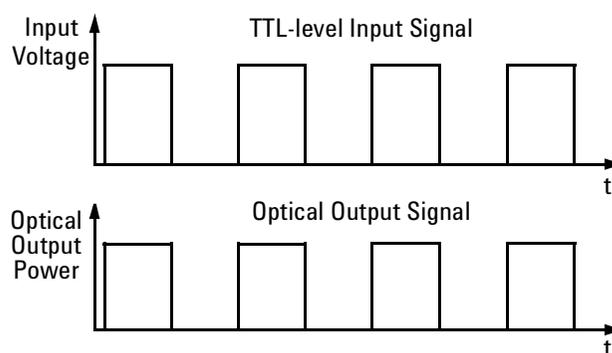 Input
Voltage
TTL-level Input Signal
t
Optical
Output
Power
Optical Output Signal
t